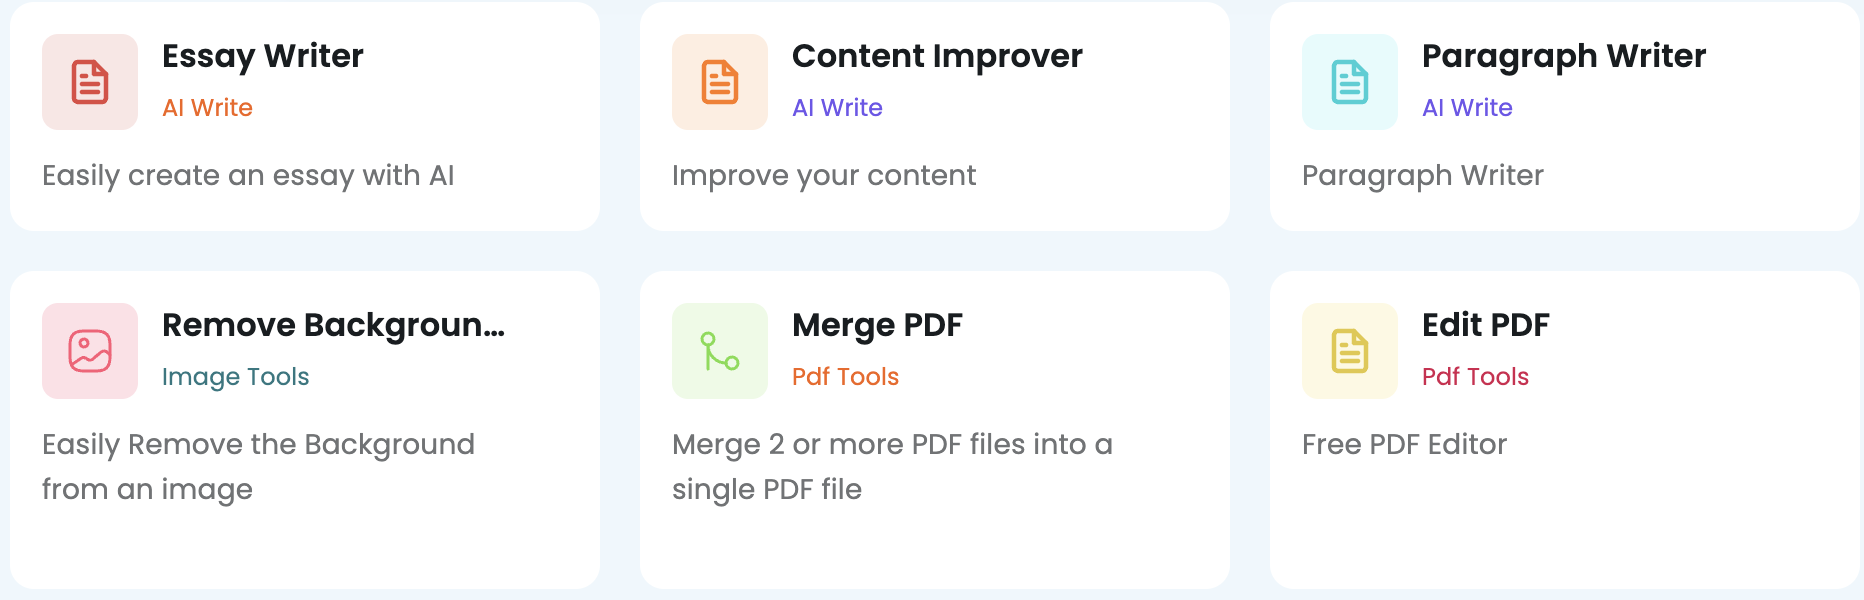 Essay Writer
AI Write
Easily create an essay with AI
Content Improver
AI Write
Improve your content
Paragraph Writer
AI Write
Paragraph Writer
Remove Backgroun...
Image Tools
Easily Remove the Background
from an image
Merge PDF
Pdf Tools
Merge 2 or more PDF files into a
single PDF file
Edit PDF
Pdf Tools
Free PDF Editor